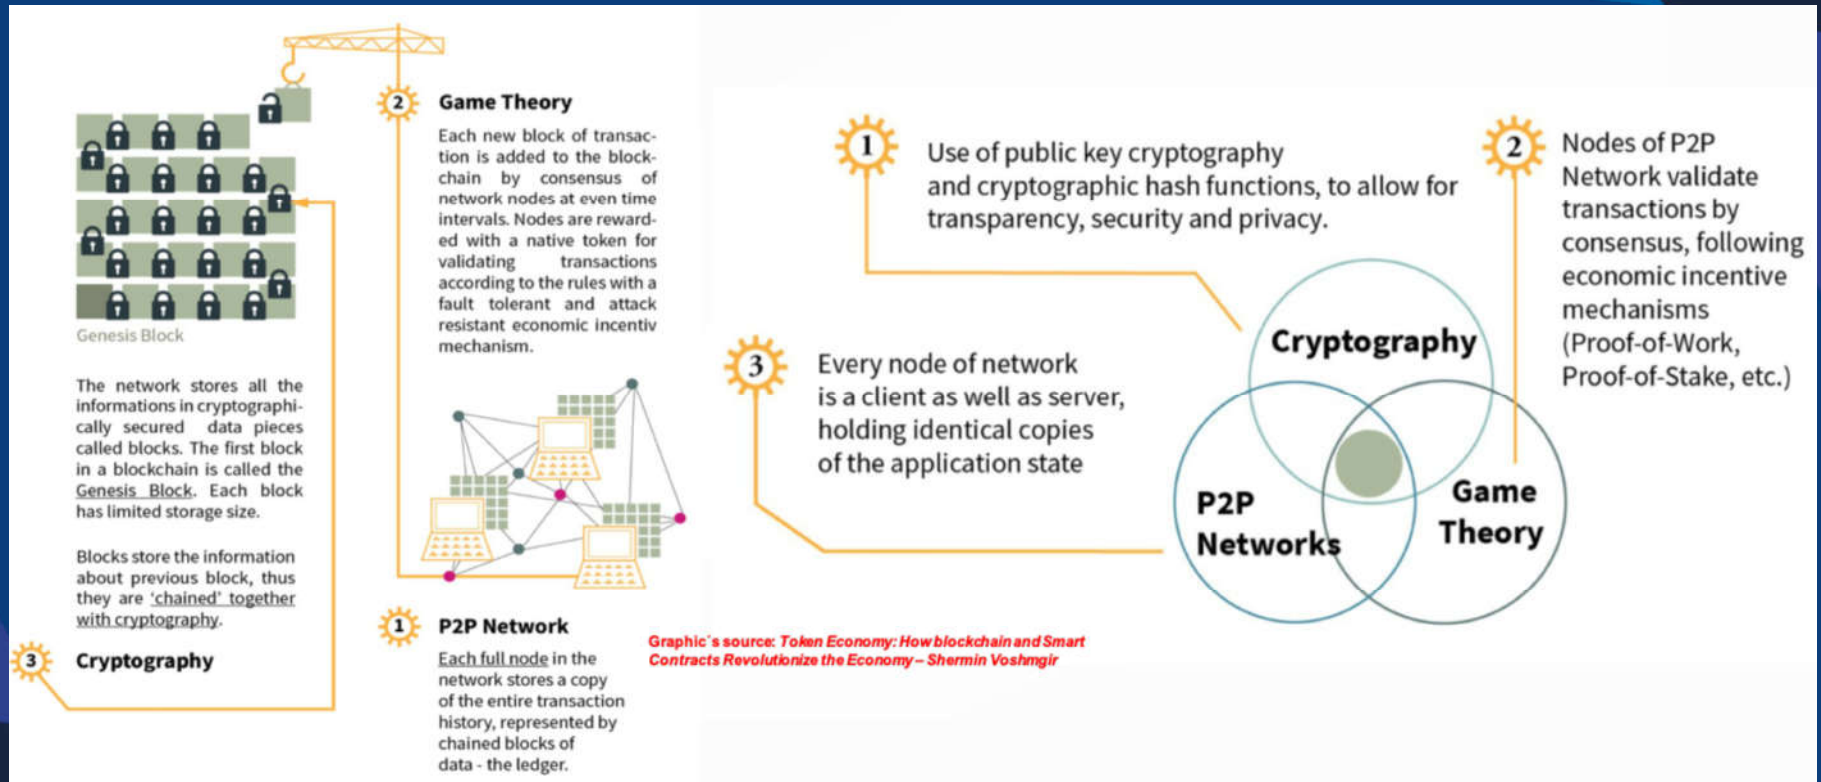 2
Game Theory
Each new block of transac-
tion is added to the block-
chain by consensus of
network nodes at even time
intervals. Nodes are reward-
ed with a native token for
validating transactions
according to the rules with a
fault tolerant and attack
resistant economic incentiv
mechanism.
Genesis Block
The network stores all the
informations in cryptographi-
cally secured data pieces
called blocks. The first block
in a blockchain is called the
Genesis Block. Each block
has limited storage size.
Blocks store the information
about previous block, thus
they are ‘chained’ together
with cryptography.
3
Cryptography
1
P2P Network
Each full node in the
network stores a copy
of the entire transaction
history, represented by
chained blocks of
data - the ledger.
1
Use of public key cryptography
and cryptographic hash functions, to allow for
transparency, security and privacy.
2
Nodes of P2P
Network validate
transactions by
consensus, following
economic incentive
mechanisms
(Proof-of-Work,
Proof-of-Stake, etc.)
3
Every node of network
is a client as well as server,
holding identical copies
of the application state
Cryptography
P2P
Networks
Game
Theory
Graphic´s source: Token Economy: How blockchain and Smart
Contracts Revolutionize the Economy – Shermin Voshmgir